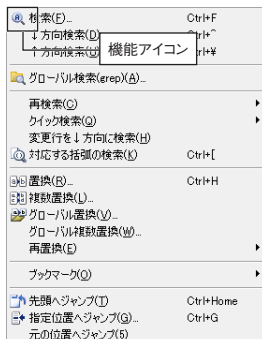 検索(F)... Ctrl+F
↓方向検索(D) Ctrl+^
↑方向検索(U) Ctrl+¥
機能アイコン
グローバル検索(grep)(A)...
再検索(C)
クイック検索(Q)
変更行を↓方向に検索(H)
対応する括弧の検索(K) Ctrl+[
置換(R)... Ctrl+H
複数置換(L)...
グローバル置換(V)...
グローバル複数置換(W)...
再置換(E)
ブックマーク(O)
先頭へジャンプ(T) Ctrl+Home
指定位置へジャンプ(G)... Ctrl+G
元の位置へジャンプ(5)